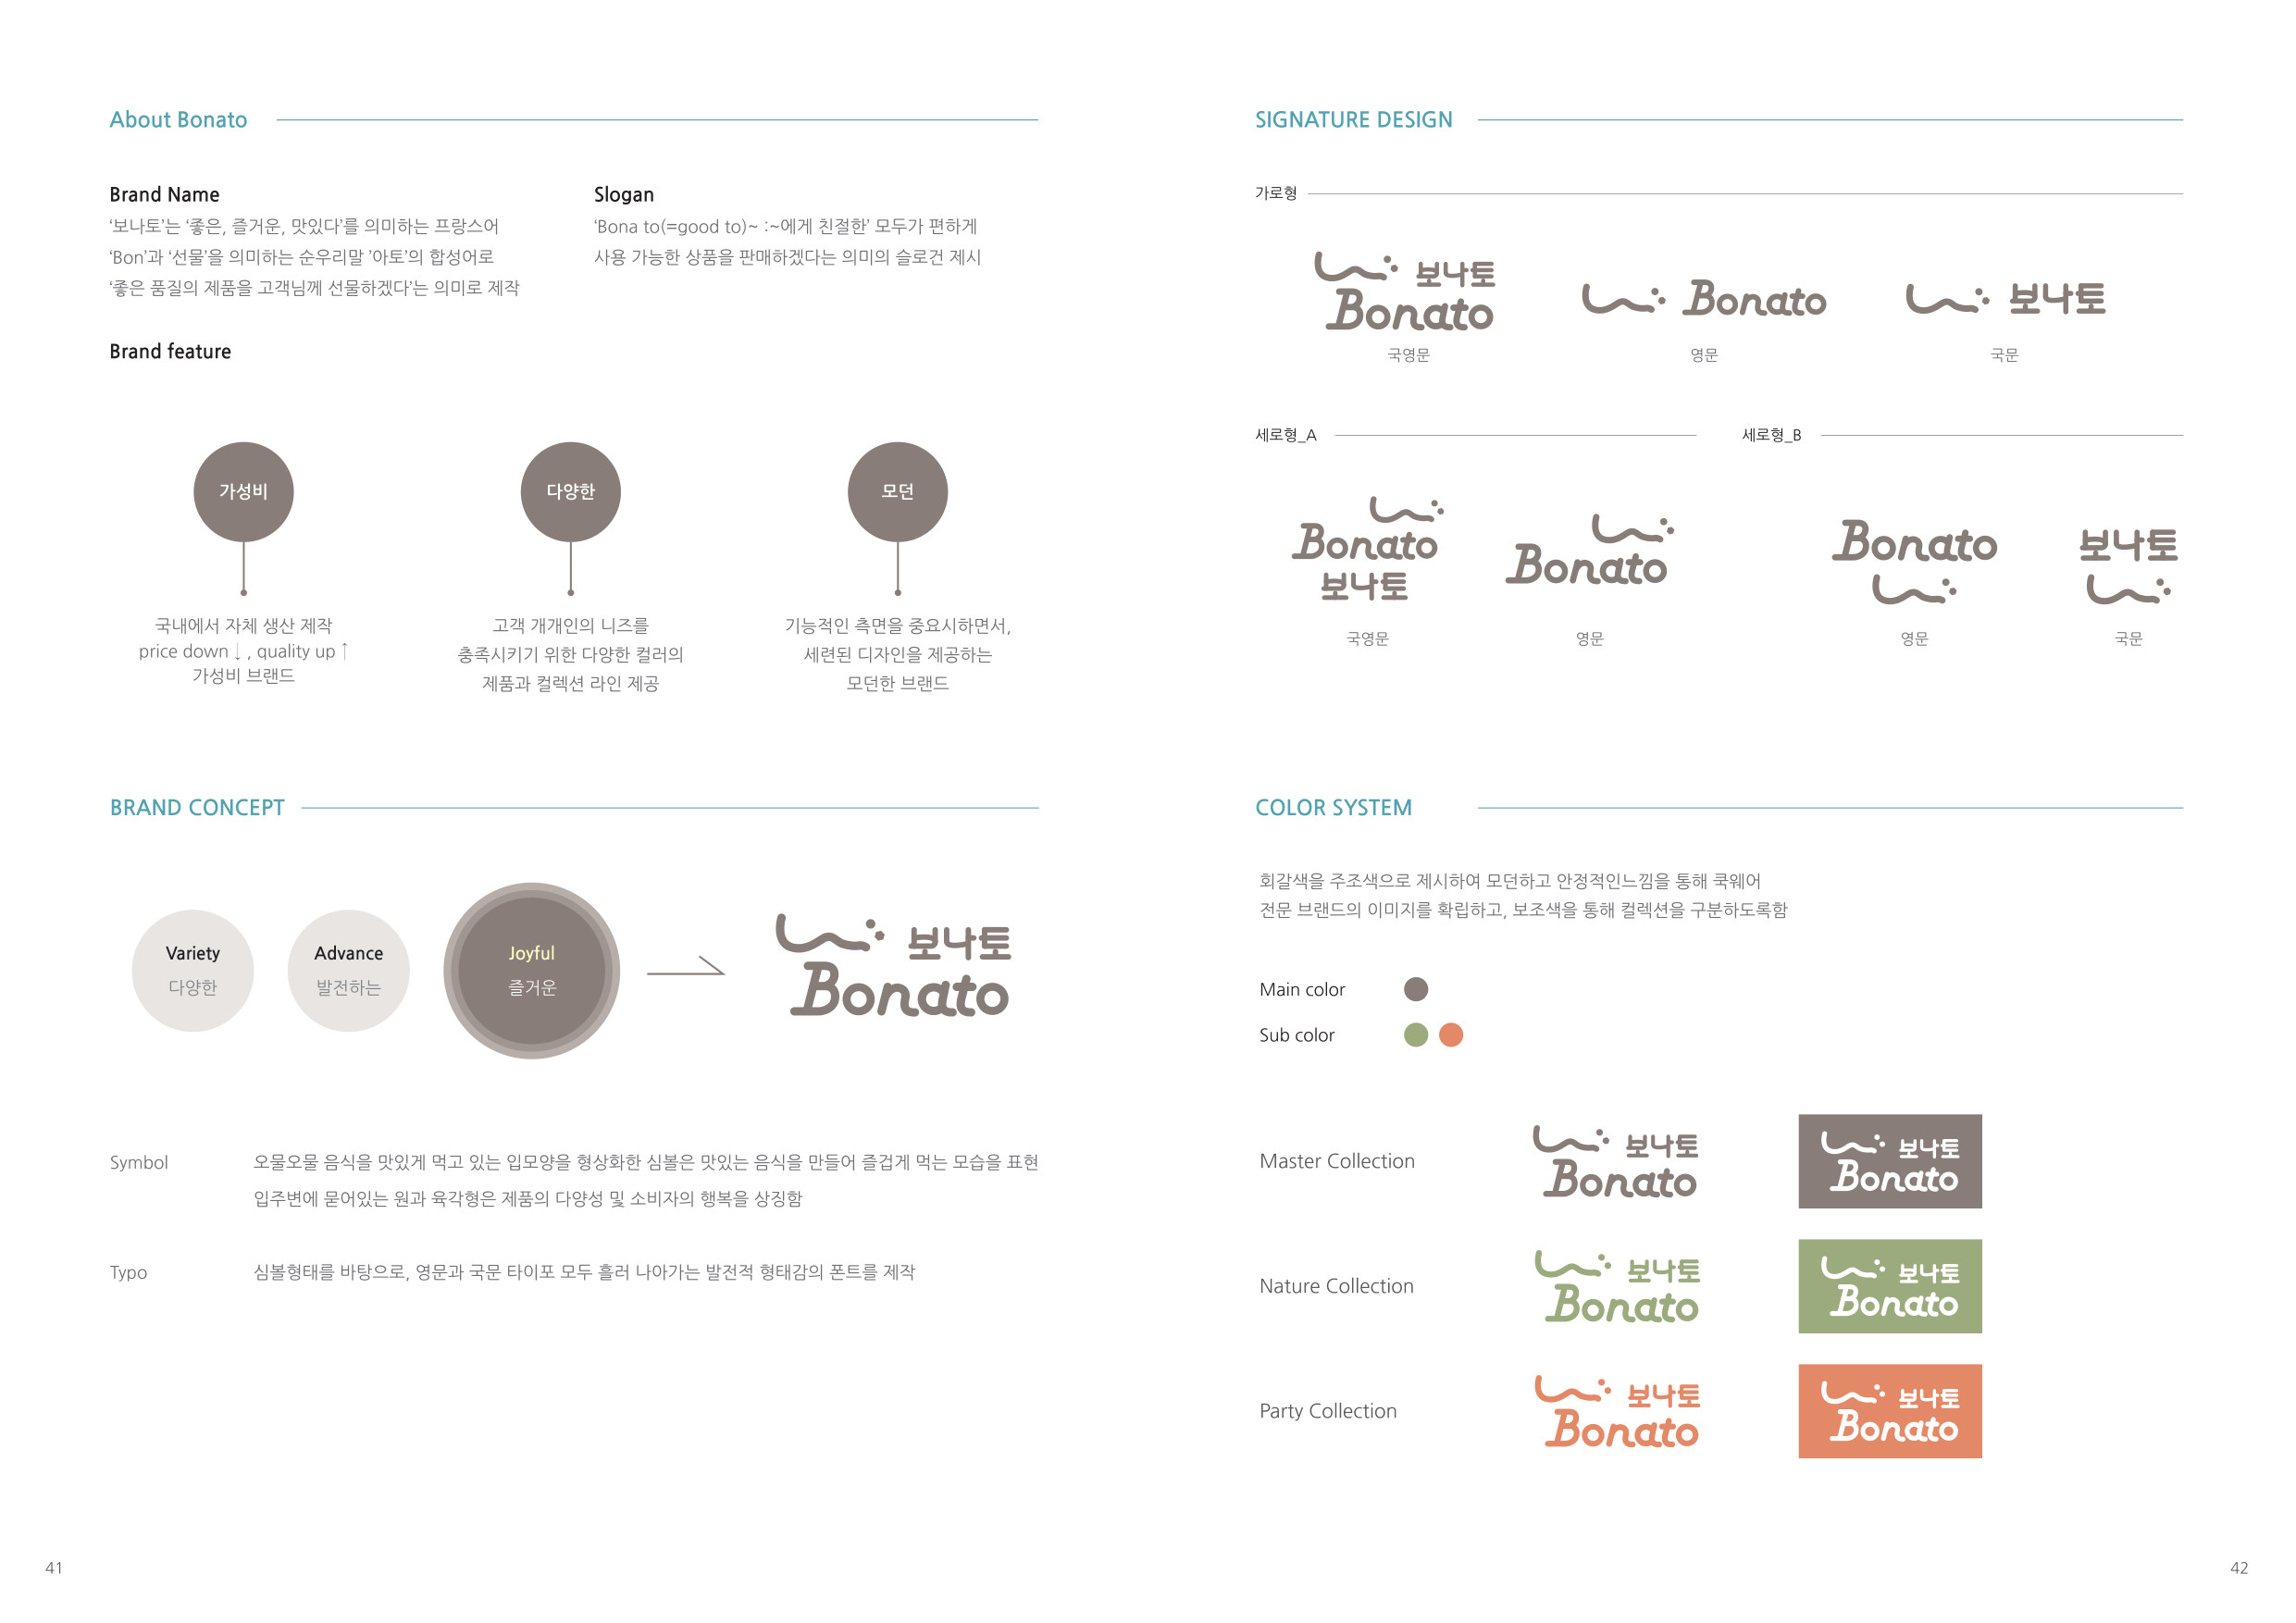 About Bonato
Brand Name
‘보나토’는 ‘좋은, 즐거운, 맛있다’를 의미하는 프랑스어
‘Bon’과 ‘선물’을 의미하는 순우리말 ’아토’의 합성어로
‘좋은 품질의 제품을 고객님께 선물하겠다’는 의미로 제작
Slogan
‘Bona to(=good to)~ :~에게 친절한’ 모두가 편하게
사용 가능한 상품을 판매하겠다는 의미의 슬로건 제시
Brand feature
가성비
국내에서 자체 생산 제작
price down ↓ , quality up ↑
가성비 브랜드
다양한
고객 개개인의 니즈를
충족시키기 위한 다양한 컬러의
제품과 컬렉션 라인 제공
모던
기능적인 측면을 중요시하면서,
세련된 디자인을 제공하는
모던한 브랜드
BRAND CONCEPT
Variety
다양한
Advance
발전하는
Joyful
즐거운
보나토
Bonato
Symbol
오물오물 음식을 맛있게 먹고 있는 입모양을 형상화한 심볼은 맛있는 음식을 만들어 즐겁게 먹는 모습을 표현
입주변에 묻어있는 원과 육각형은 제품의 다양성 및 소비자의 행복을 상징함
Typo
심볼형태를 바탕으로, 영문과 국문 타이포 모두 흘러 나아가는 발전적 형태감의 폰트를 제작
41
SIGNATURE DESIGN
가로형
보나토
Bonato
국영문
Bonato
영문
보나토
국문
세로형_A
Bonato
보나토
국영문
Bonato
영문
세로형_B
Bonato
영문
보나토
국문
COLOR SYSTEM
회갈색을 주조색으로 제시하여 모던하고 안정적인느낌을 통해 쿡웨어
전문 브랜드의 이미지를 확립하고, 보조색을 통해 컬렉션을 구분하도록함
Main color
Sub color
Master Collection
보나토
Bonato
보나토
Bonato
Nature Collection
보나토
Bonato
보나토
Bonato
Party Collection
보나토
Bonato
보나토
Bonato
42